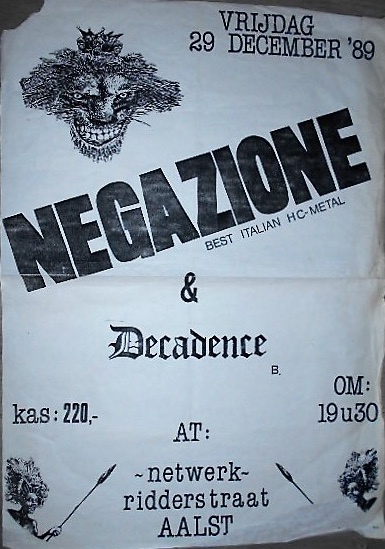 VRIJDAG
29 DECEMBER '89
NEGAZIONE
BEST ITALIAN HC-METAL
&
Decadence
B.
kas: 220,-
OM:
19u30
AT:
~netwerk~
ridderstraat
AALST